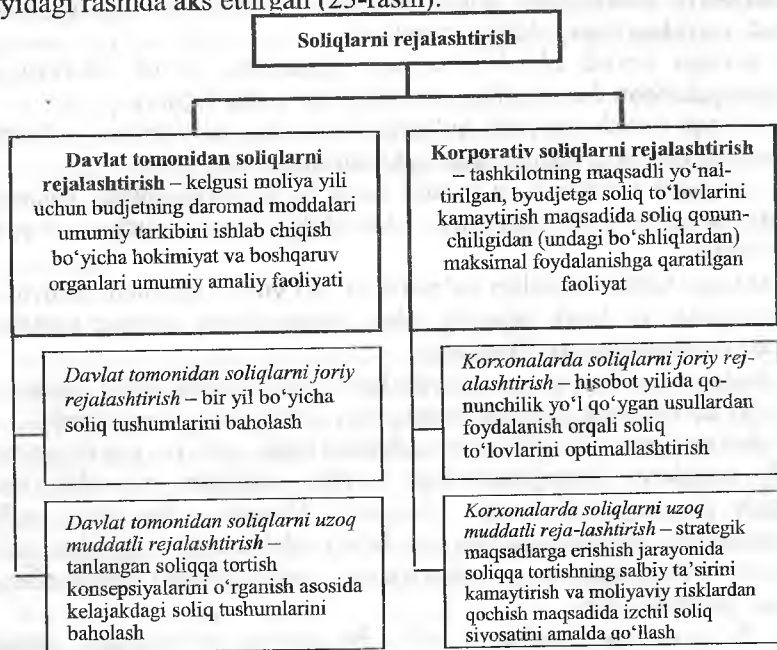 yidagi rasmda aks ettirgan (23-rasm).
Soliqlarni rejalashtirish
Davlat tomonidan soliqlarni
rejalashtirish – kelgusi moliya yili
uchun budjetning daromad moddalari
umumiy tarkibini ishlab chiqish
bo‘yicha hokimiyat va boshqaruv
organlari umumiy amaliy faoliyati
Davlat tomonidan soliqlarni joriy
rejalashtirish – bir yil bo‘yicha
soliq tushumlarini baholash
Davlat tomonidan soliqlarni uzoq
muddatli rejalashtirish –
tanlangan soliqqa tortish
konsepsiyalarini o‘rganish asosida
kelajakdagi soliq tushumlarini
baholash
Korporativ soliqlarni rejalashtirish
– tashkilotning maqsadli yo‘nal-
tirilgan, byudjetga soliq to‘lovlarini
kamaytirish maqsadida soliq qonun-
chiligidan (undagi bo‘shliqlardan)
maksimal foydalanishga qaratilgan
faoliyat
Korxonalarda soliqlarni joriy rej-
alashtirish – hisobot yilida qo-
nunchilik yo‘l qo‘ygan usullardan
foydalanish orqali soliq
to‘lovlarini optimallashtirish
Korxonalarda soliqlarni uzoq
muddatli reja-lashtirish – strategik
maqsadlarga erishish jarayonida
soliqqa tortishning salbiy ta’sirini
kamaytirish va moliyaviy risklardan
qochish maqsadida izchil soliq
siyosatini amalda qo‘llash